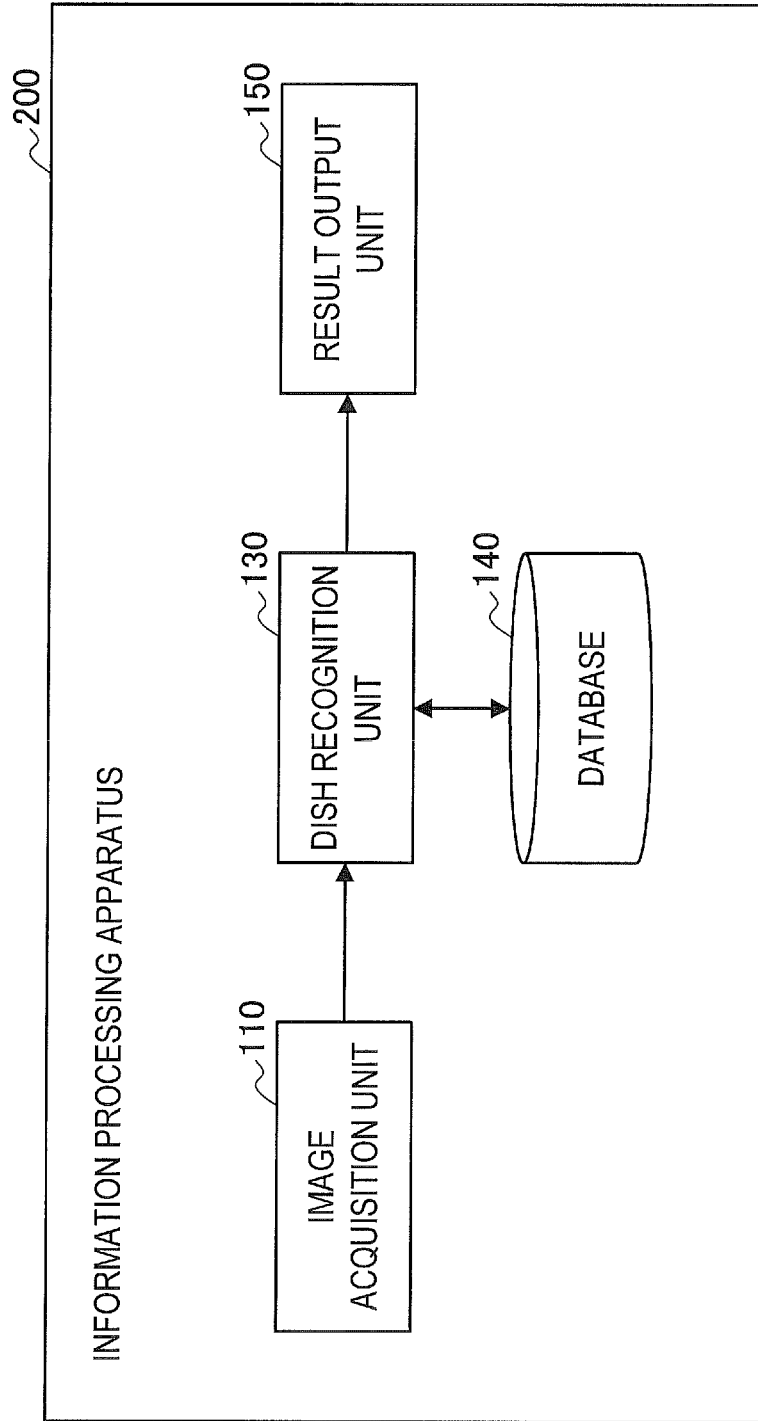 200
INFORMATION PROCESSING APPARATUS
110
IMAGE
ACQUISITION UNIT
130
DISH RECOGNITION
UNIT
150
RESULT OUTPUT
UNIT
140
DATABASE